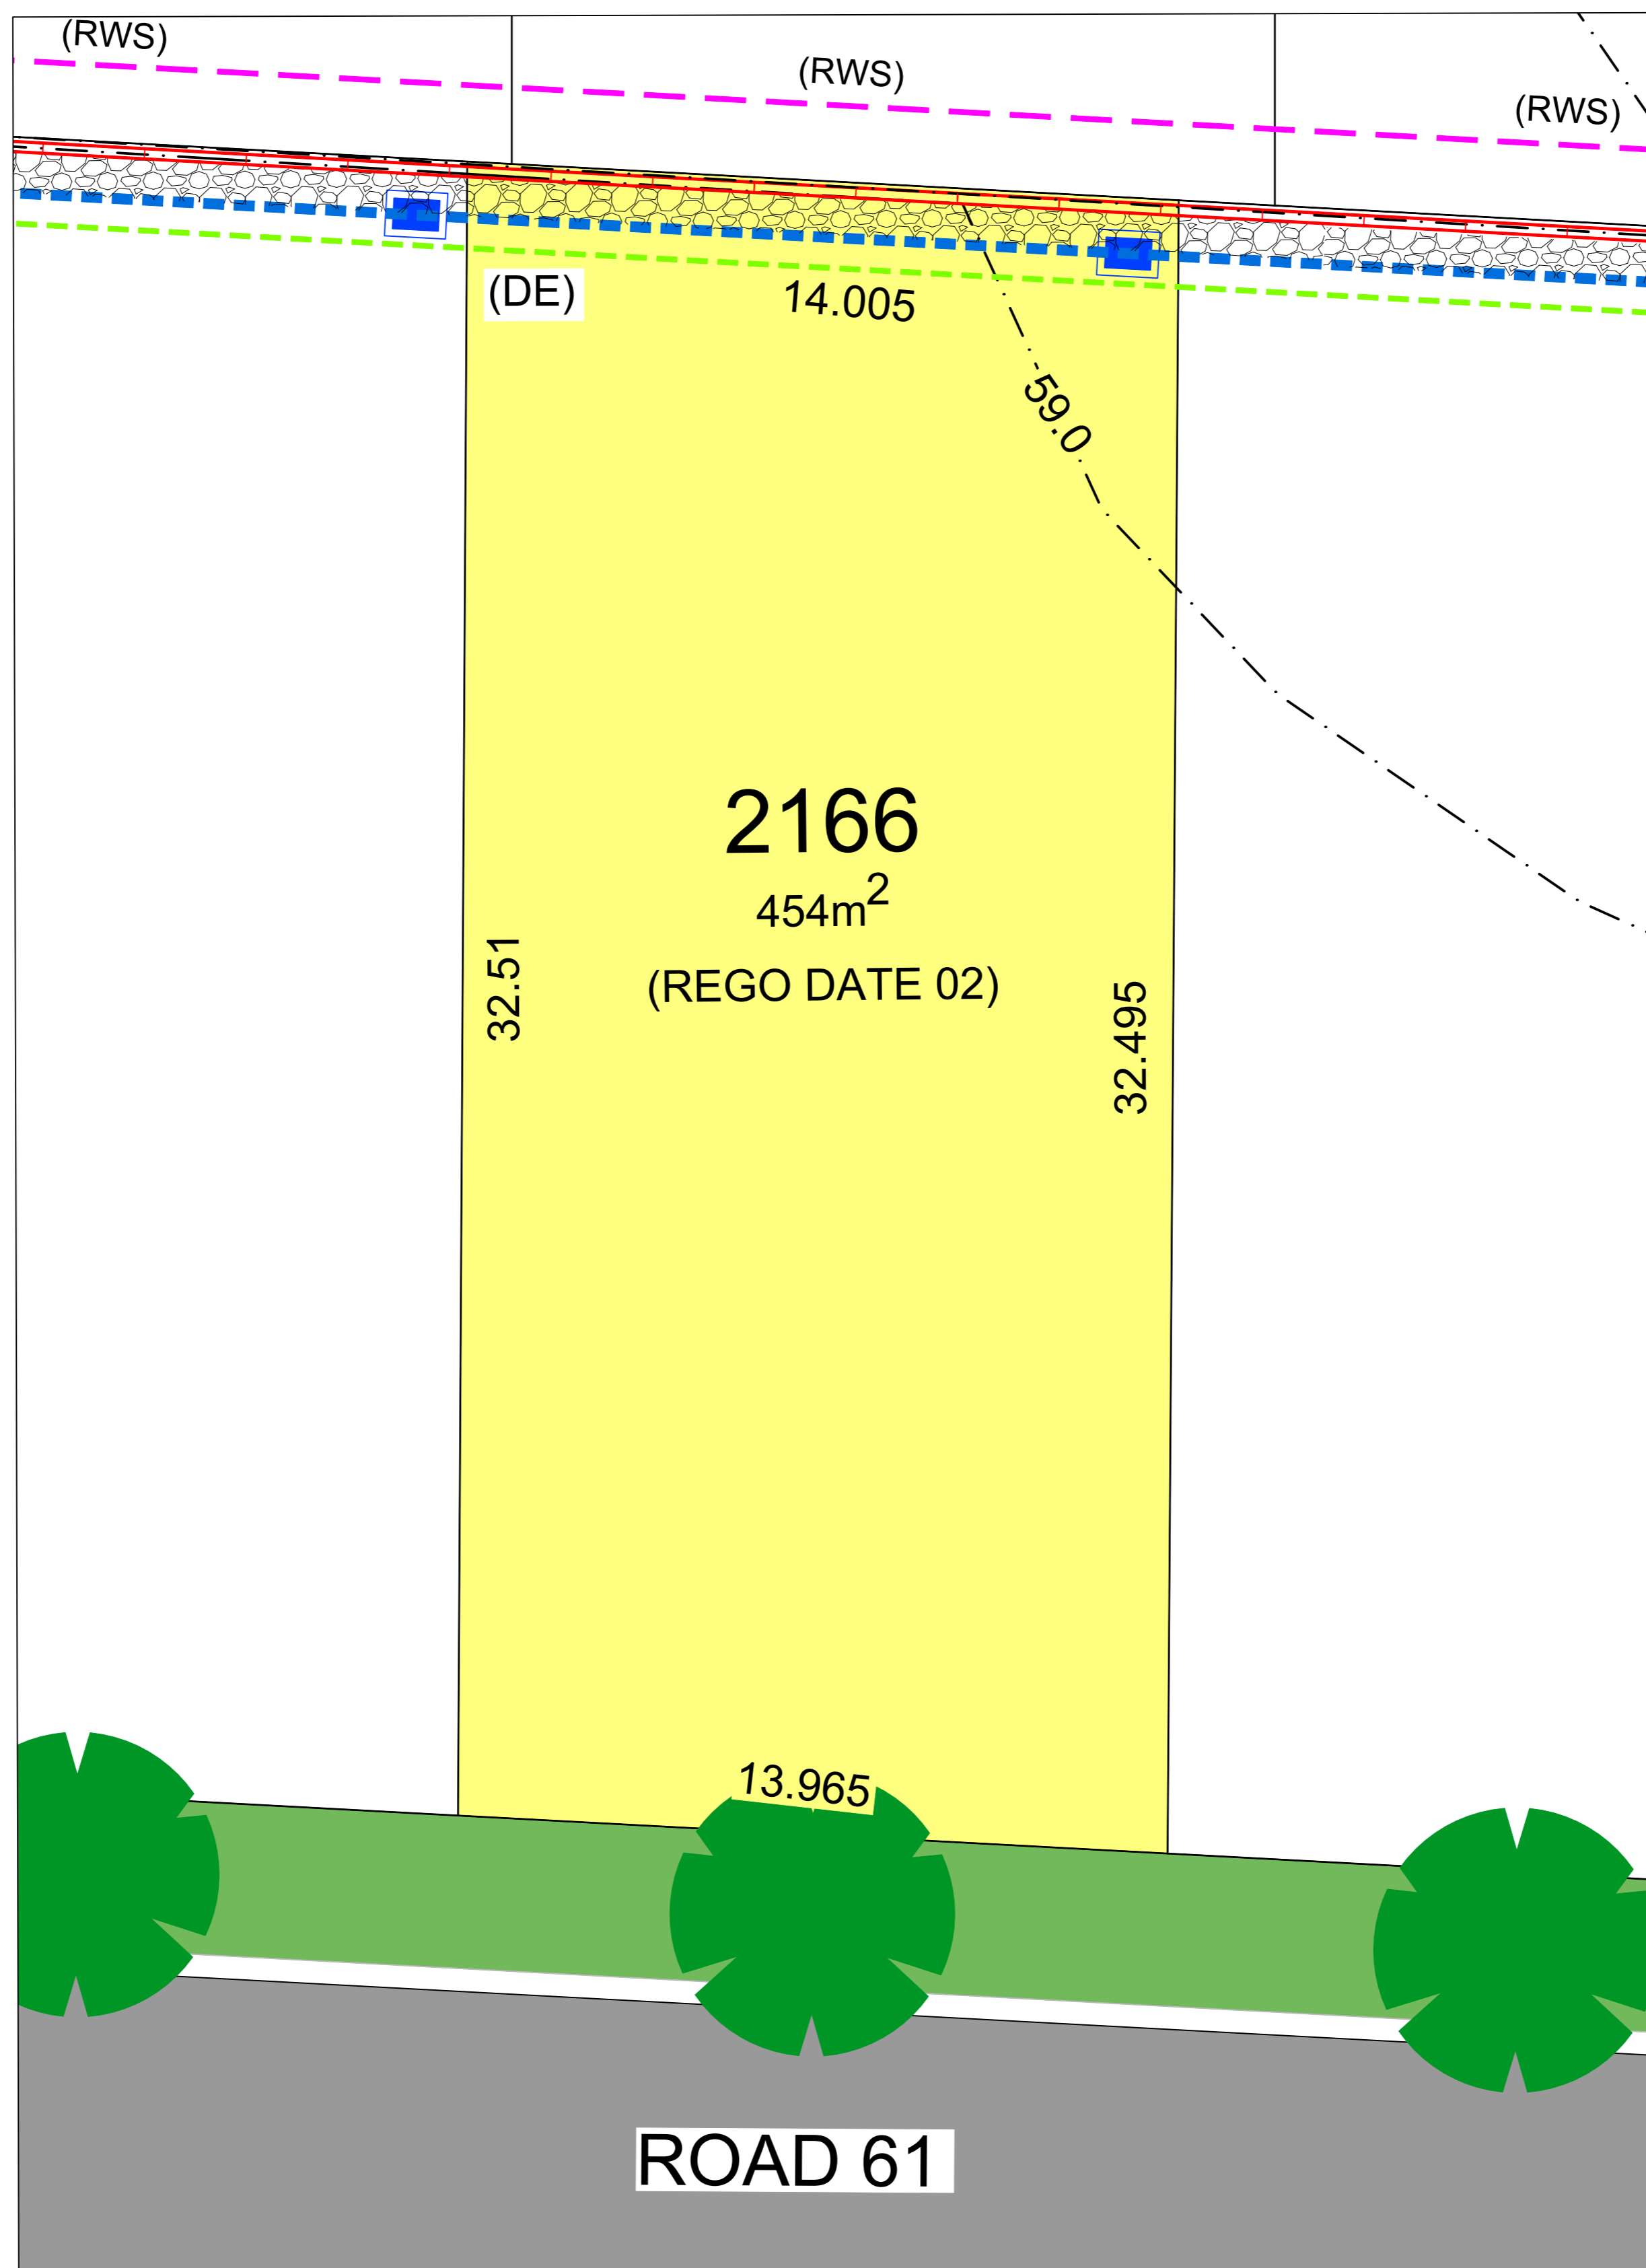 (RWS)
(RWS)
(RWS)
(DE)
14.005
59.0
2166
454m²
(REGO DATE 02)
32.51
32.495
13.965
ROAD 61